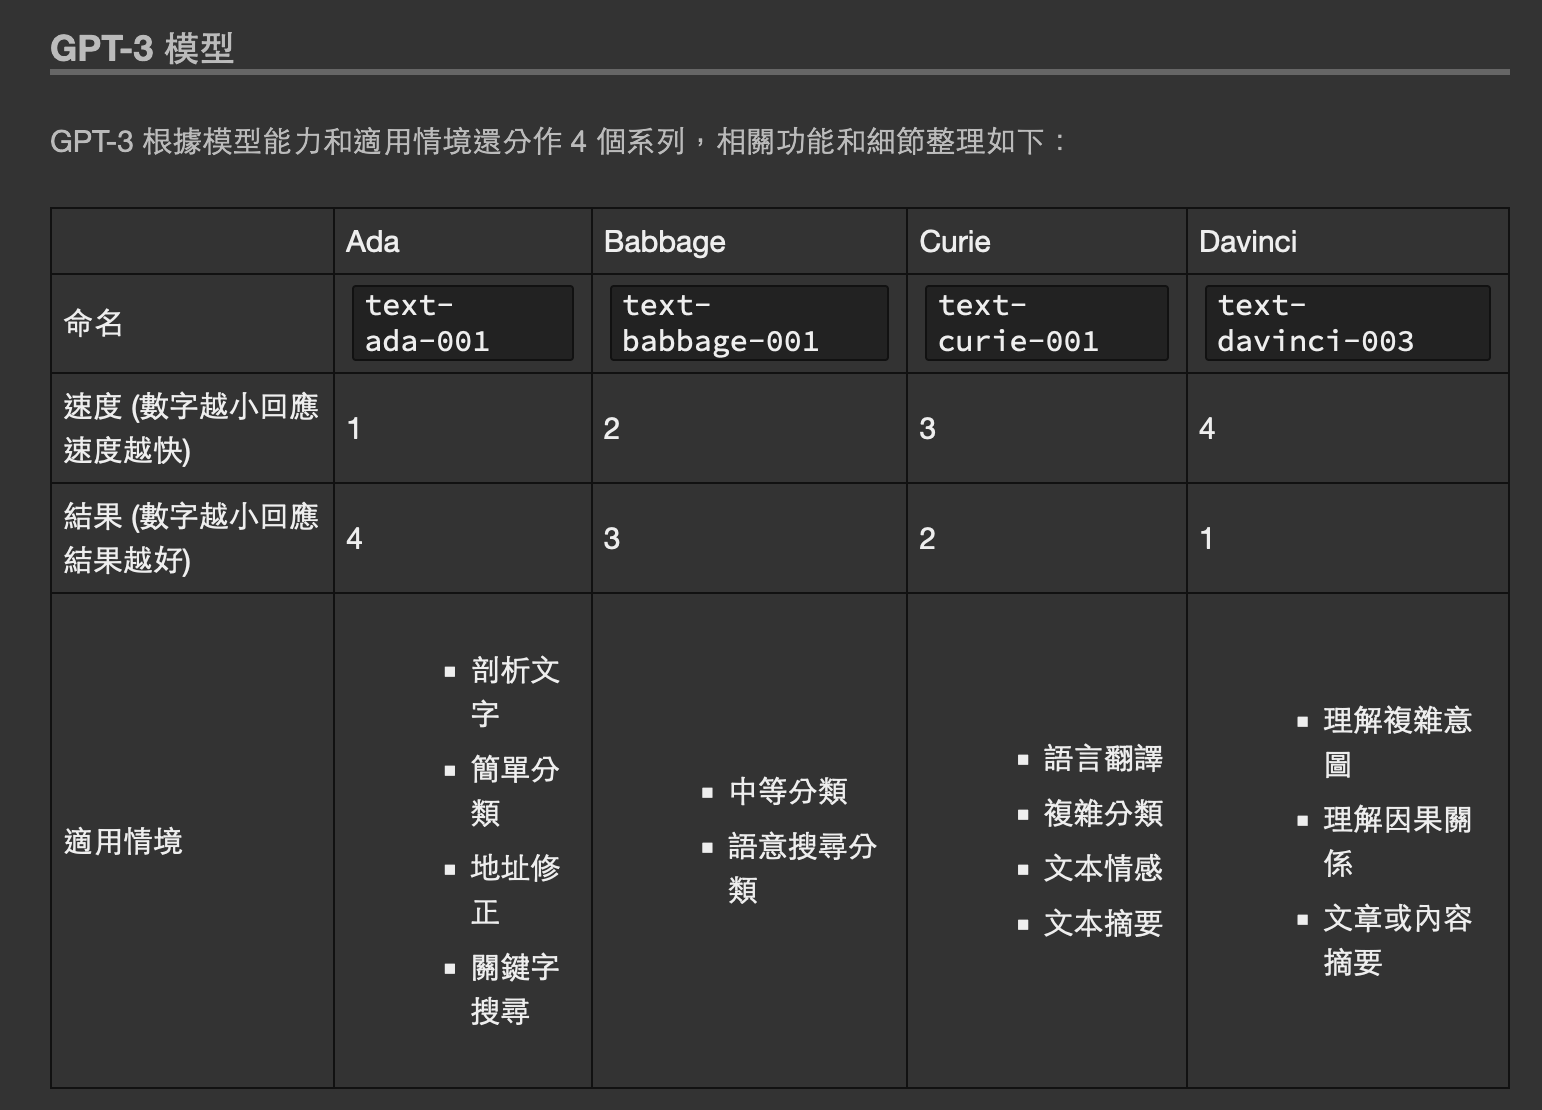 GPT-3 模型
GPT-3 根據模型能力和適用情境還分作 4 個系列，相關功能和細節整理如下：
Ada
Babbage
Curie
Davinci
命名
text-
ada-001
text-
babbage-001
text-
curie-001
text-
davinci-003
速度 (數字越小回應
速度越快)
1
2
3
4
結果 (數字越小回應
結果越好)
4
3
2
1
適用情境
剖析文
字
簡單分
類
地址修
正
關鍵字
搜尋
中等分類
語意搜尋分
類
語言翻譯
複雜分類
文本情感
文本摘要
理解複雜意
圖
理解因果關
係
文章或內容
摘要